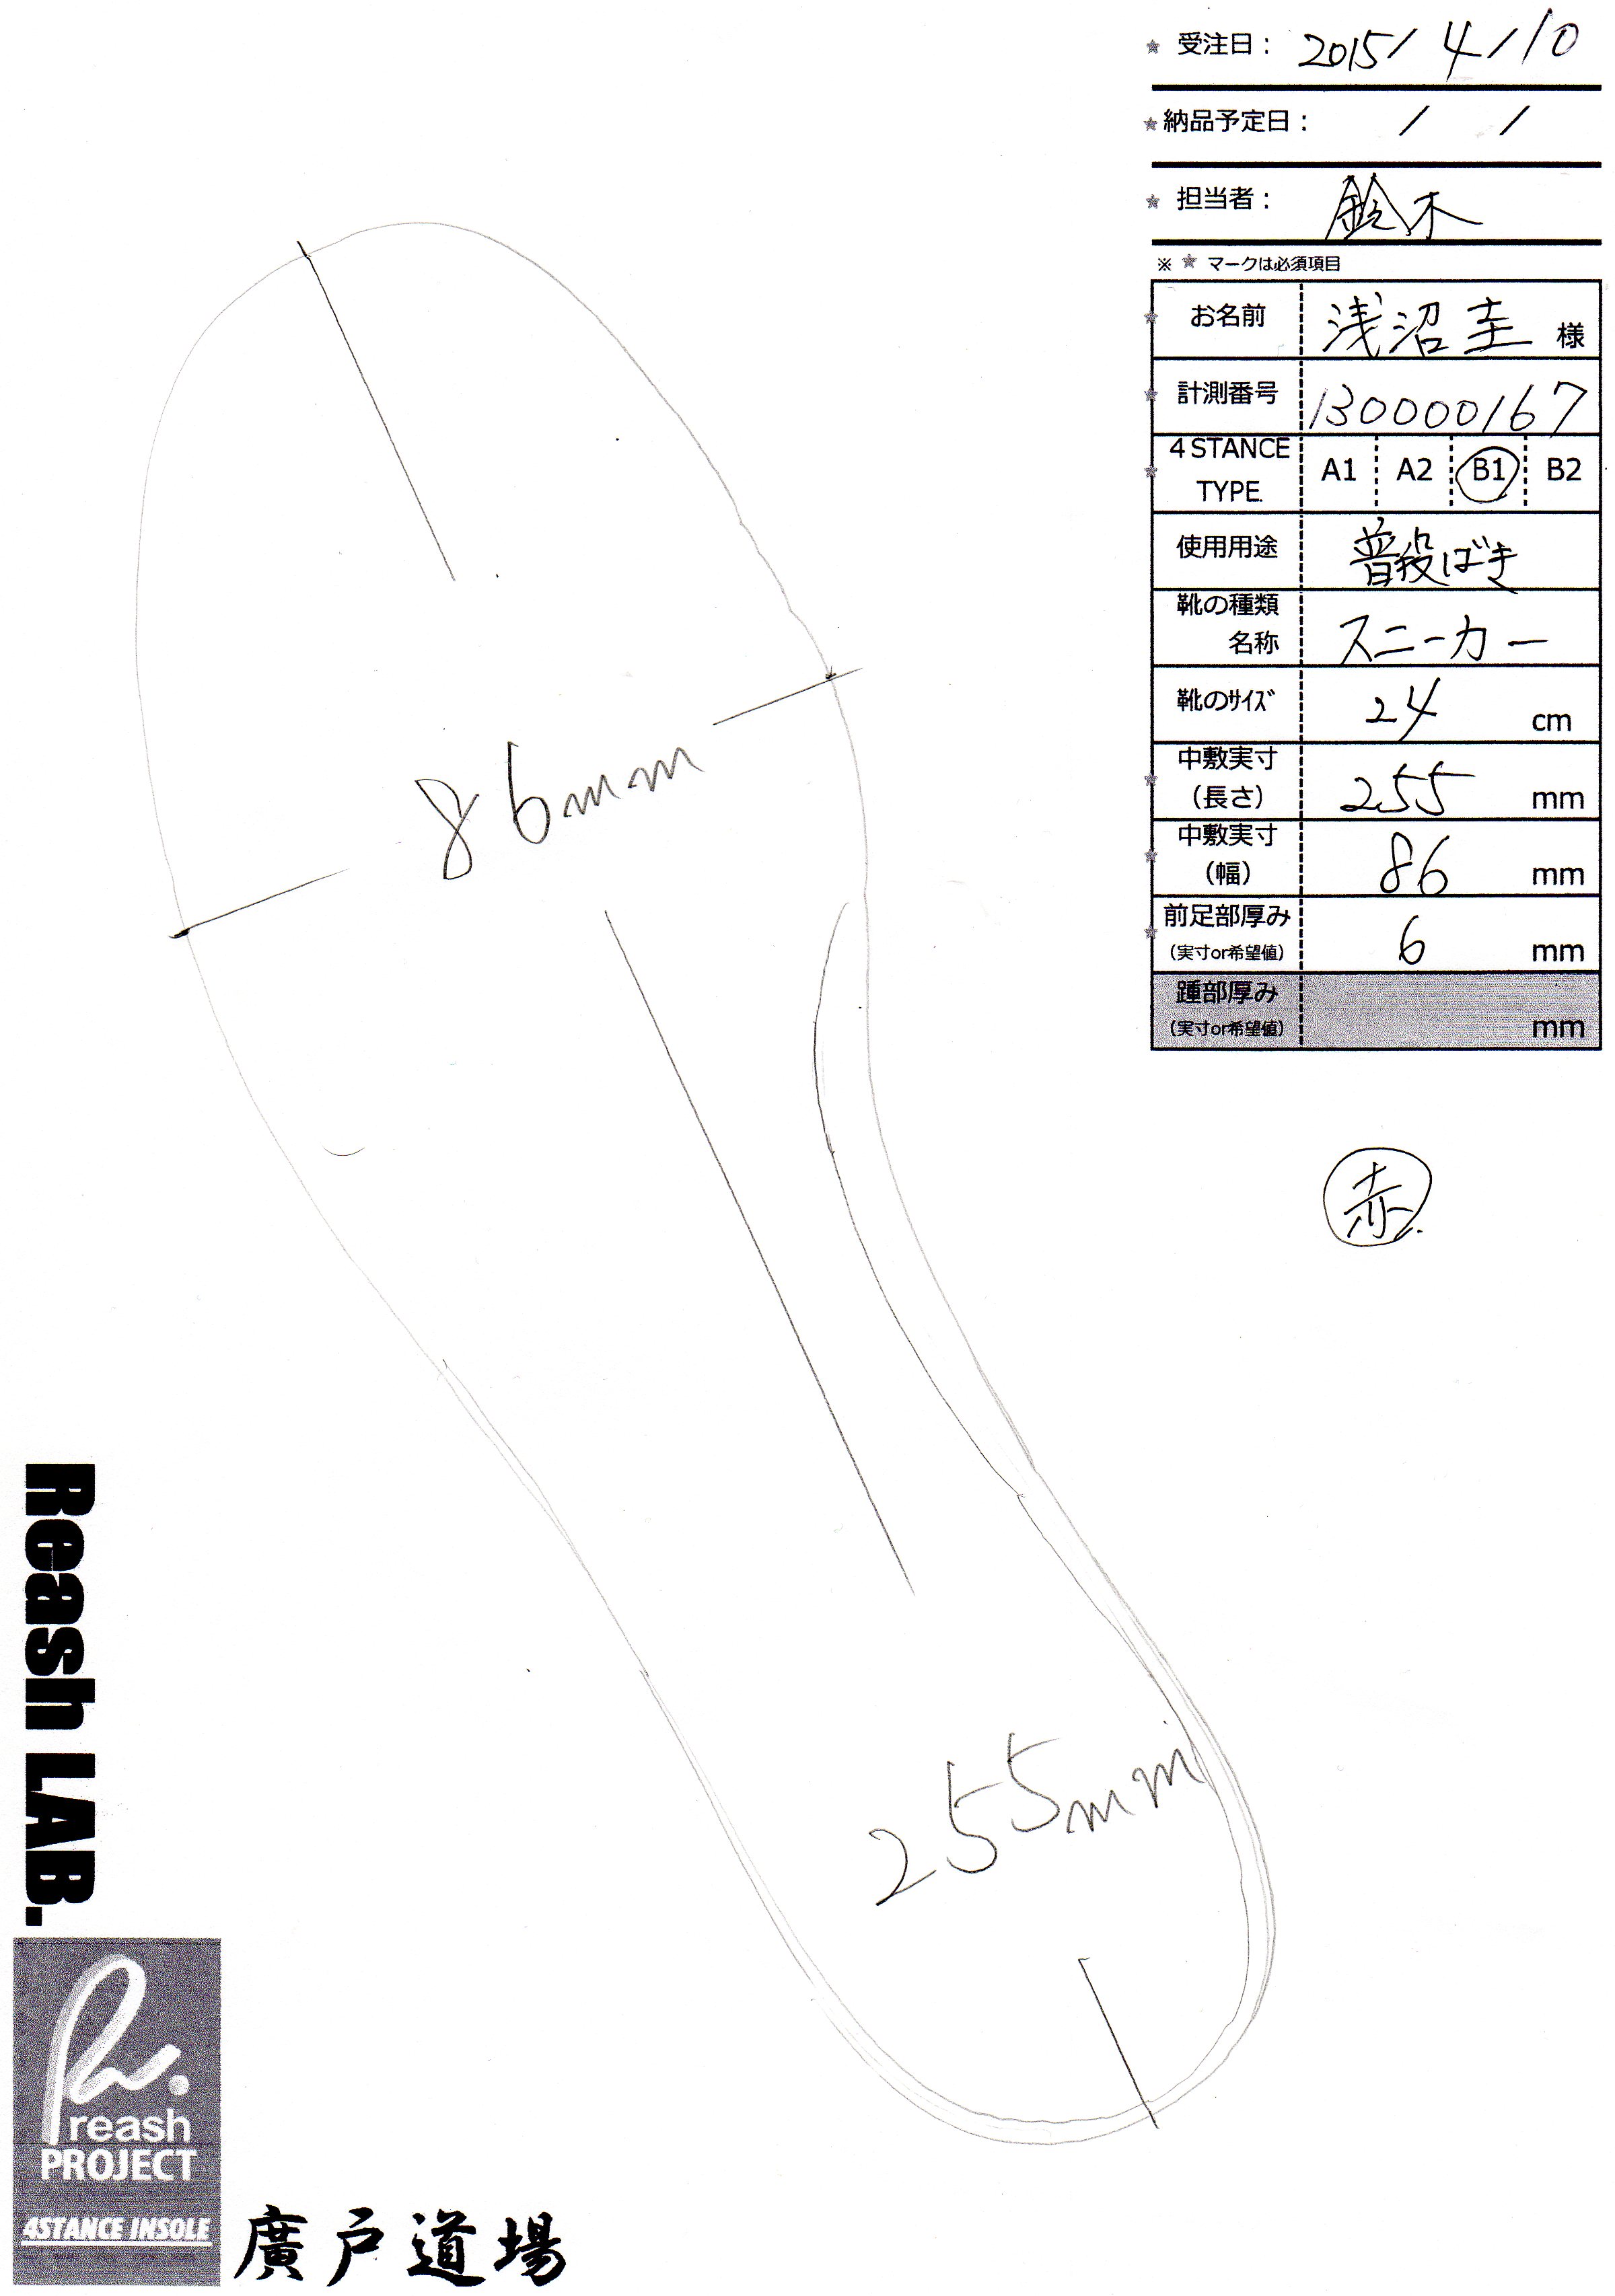 ★ 受注日： 2015/ 4/10
★ 納品予定日： / /
★ 担当者： 鈴木
※ ★ マークは必須項目
★ お名前 浅沼圭 様
★ 計測番号 130000167
★ 4STANCE TYPE. A1 A2 B1 B2
使用用途 普段ばき
靴の種類
名称 スニーカー
靴のｻｲｽﾞ 24 cm
★ 中敷実寸
（長さ） 255 mm
★ 中敷実寸
（幅） 86 mm
★ 前足部厚み
（実寸or希望値） 6 mm
踵部厚み
（実寸or希望値） mm
赤
86mm
255mm
Reash LAB.
Re.
reash
PROJECT
4STANCE INSOLE
廣戸道場